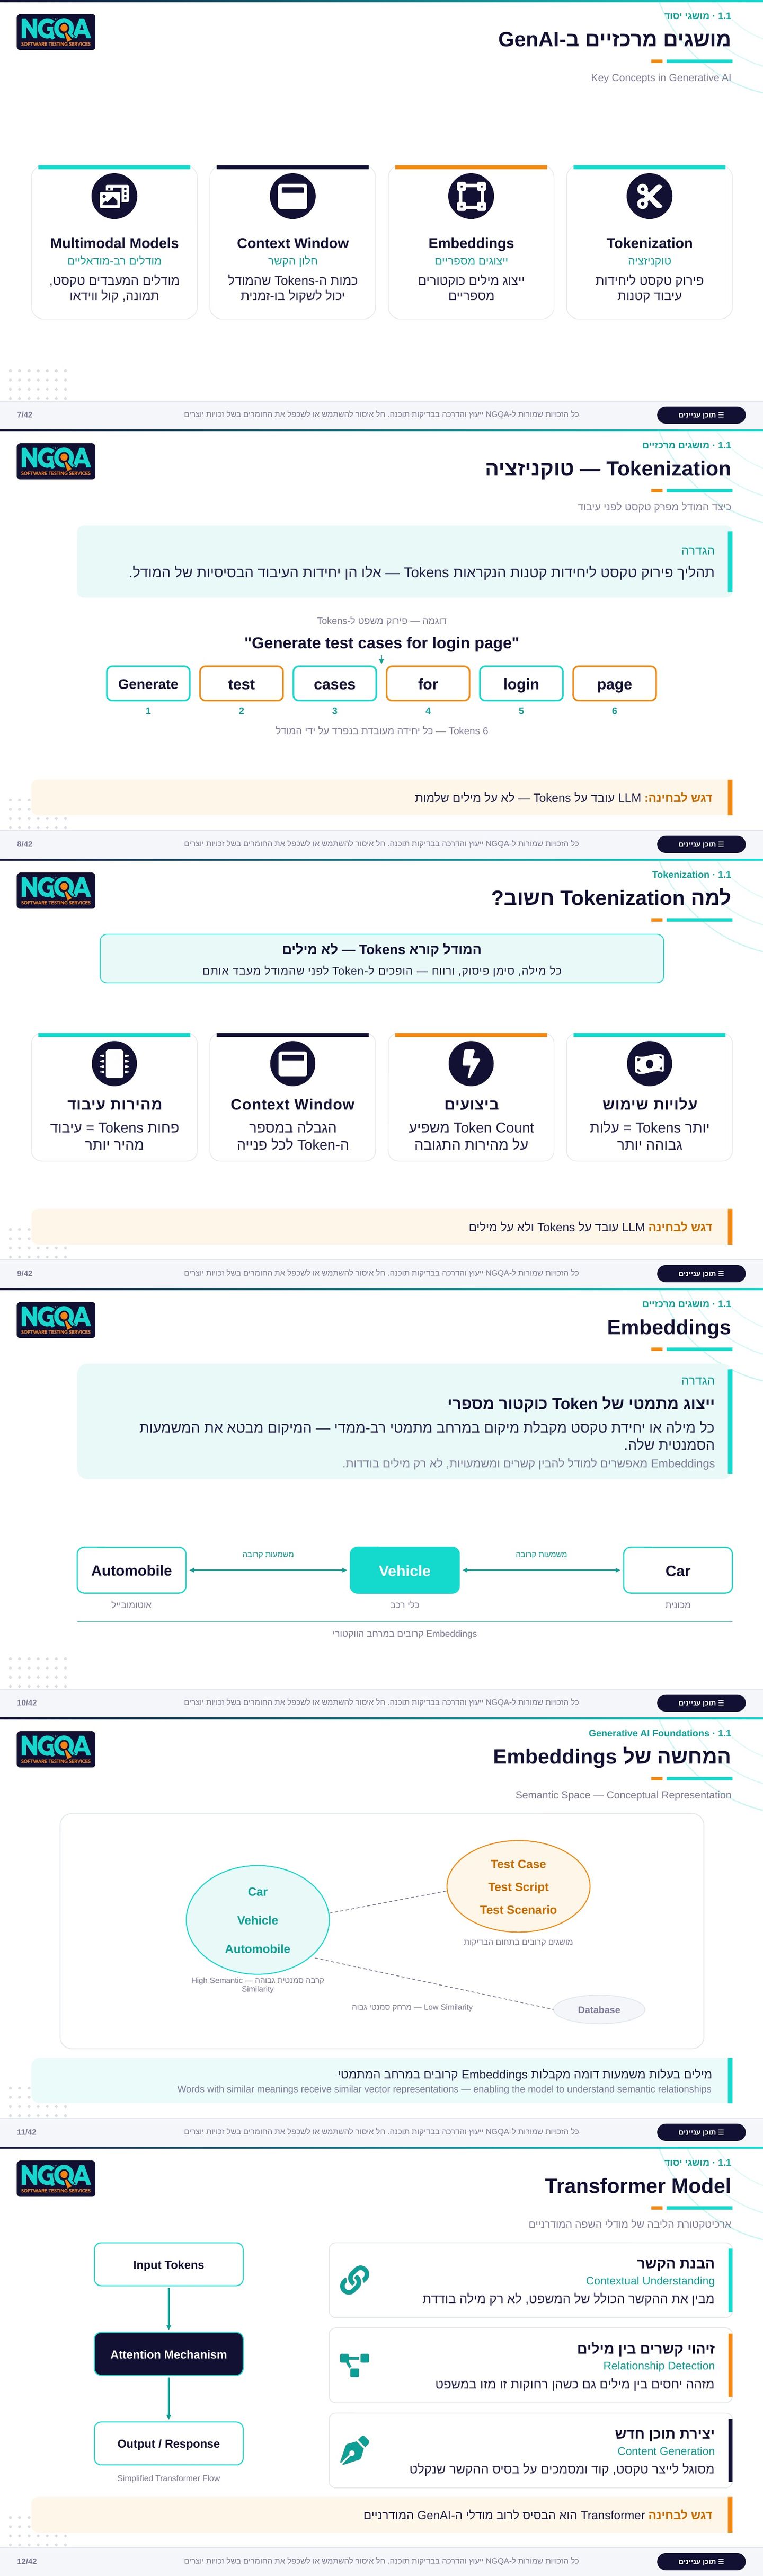 NGQA
SOFTWARE TESTING SERVICES
1.1 · מושגי יסוד
מושגים מרכזיים ב-GenAI
Key Concepts in Generative AI
Tokenization
טוקניזציה
פירוק טקסט ליחידות
עיבוד קטנות
Embeddings
ייצוגים מספריים
ייצוג מילים כוקטורים
מספריים
Context Window
חלון הקשר
כמות ה-Tokens שהמודל
יכול לשקול בו-זמנית
Multimodal Models
מודלים רב-מודאליים
מודלים המעבדים טקסט,
תמונה, קול ווידאו
☰ תוכן עניינים
כל הזכויות שמורות ל-NGQA ייעוץ והדרכה בבדיקות תוכנה. חל איסור להשתמש או לשכפל את החומרים בשל זכויות יוצרים
7/42
NGQA
SOFTWARE TESTING SERVICES
1.1 · מושגים מרכזיים
Tokenization — טוקניזציה
כיצד המודל מפרק טקסט לפני עיבוד
הגדרה
תהליך פירוק טקסט ליחידות קטנות הנקראות Tokens — אלו הן יחידות העיבוד הבסיסיות של המודל.
דוגמה — פירוק משפט ל-Tokens
"Generate test cases for login page"
Generate test cases for login page
1 2 3 4 5 6
6 Tokens — כל יחידה מעובדת בנפרד על ידי המודל
דגש לבחינה: LLM עובד על Tokens — לא על מילים שלמות
☰ תוכן עניינים
כל הזכויות שמורות ל-NGQA ייעוץ והדרכה בבדיקות תוכנה. חל איסור להשתמש או לשכפל את החומרים בשל זכויות יוצרים
8/42
NGQA
SOFTWARE TESTING SERVICES
1.1 · Tokenization
למה Tokenization חשוב?
המודל קורא Tokens — לא מילים
כל מילה, סימן פיסוק, ורווח — הופכים ל-Token לפני שהמודל מעבד אותם
עלויות שימוש
יותר Tokens = עלות
גבוהה יותר
ביצועים
Token Count משפיע
על מהירות התגובה
Context Window
הגבלה במספר
ה-Token לכל פנייה
מהירות עיבוד
פחות Tokens = עיבוד
מהיר יותר
דגש לבחינה LLM עובד על Tokens ולא על מילים
☰ תוכן עניינים
כל הזכויות שמורות ל-NGQA ייעוץ והדרכה בבדיקות תוכנה. חל איסור להשתמש או לשכפל את החומרים בשל זכויות יוצרים
9/42
NGQA
SOFTWARE TESTING SERVICES
1.1 · מושגים מרכזיים
Embeddings
הגדרה
ייצוג מתמטי של Token כוקטור מספרי
כל מילה או יחידת טקסט מקבלת מיקום במרחב מתמטי רב-ממדי — המיקום מבטא את המשמעות
הסמנטית שלה.
Embeddings מאפשרים למודל להבין קשרים ומשמעויות, לא רק מילים בודדות.
Car
מכונית
משמעות קרובה
Vehicle
כלי רכב
משמעות קרובה
Automobile
אוטומובייל
Embeddings קרובים במרחב הווקטורי
☰ תוכן עניינים
כל הזכויות שמורות ל-NGQA ייעוץ והדרכה בבדיקות תוכנה. חל איסור להשתמש או לשכפל את החומרים בשל זכויות יוצרים
10/42
NGQA
SOFTWARE TESTING SERVICES
1.1 · Generative AI Foundations
המחשה של Embeddings
Semantic Space — Conceptual Representation
Test Case
Test Script
Test Scenario
מושגים קרובים בתחום הבדיקות
Car
Vehicle
Automobile
קרבה סמנטית גבוהה — High Semantic
Similarity
מרחק סמנטי גבוה — Low Similarity
Database
מילים בעלות משמעות דומה מקבלות Embeddings קרובים במרחב המתמטי
Words with similar meanings receive similar vector representations — enabling the model to understand semantic relationships
☰ תוכן עניינים
כל הזכויות שמורות ל-NGQA ייעוץ והדרכה בבדיקות תוכנה. חל איסור להשתמש או לשכפל את החומרים בשל זכויות יוצרים
11/42
NGQA
SOFTWARE TESTING SERVICES
1.1 · מושגי יסוד
Transformer Model
ארכיטקטורת הליבה של מודלי השפה המודרניים
הבנת הקשר
Contextual Understanding
מבין את ההקשר הכולל של המשפט, לא רק מילה בודדת
זיהוי קשרים בין מילים
Relationship Detection
מזהה יחסים בין מילים גם כשהן רחוקות זו מזו במשפט
יצירת תוכן חדש
Content Generation
מסוגל לייצר טקסט, קוד ומסמכים על בסיס ההקשר שנקלט
Input Tokens
Attention Mechanism
Output / Response
Simplified Transformer Flow
דגש לבחינה Transformer הוא הבסיס לרוב מודלי ה-GenAI המודרניים
☰ תוכן עניינים
כל הזכויות שמורות ל-NGQA ייעוץ והדרכה בבדיקות תוכנה. חל איסור להשתמש או לשכפל את החומרים בשל זכויות יוצרים
12/42